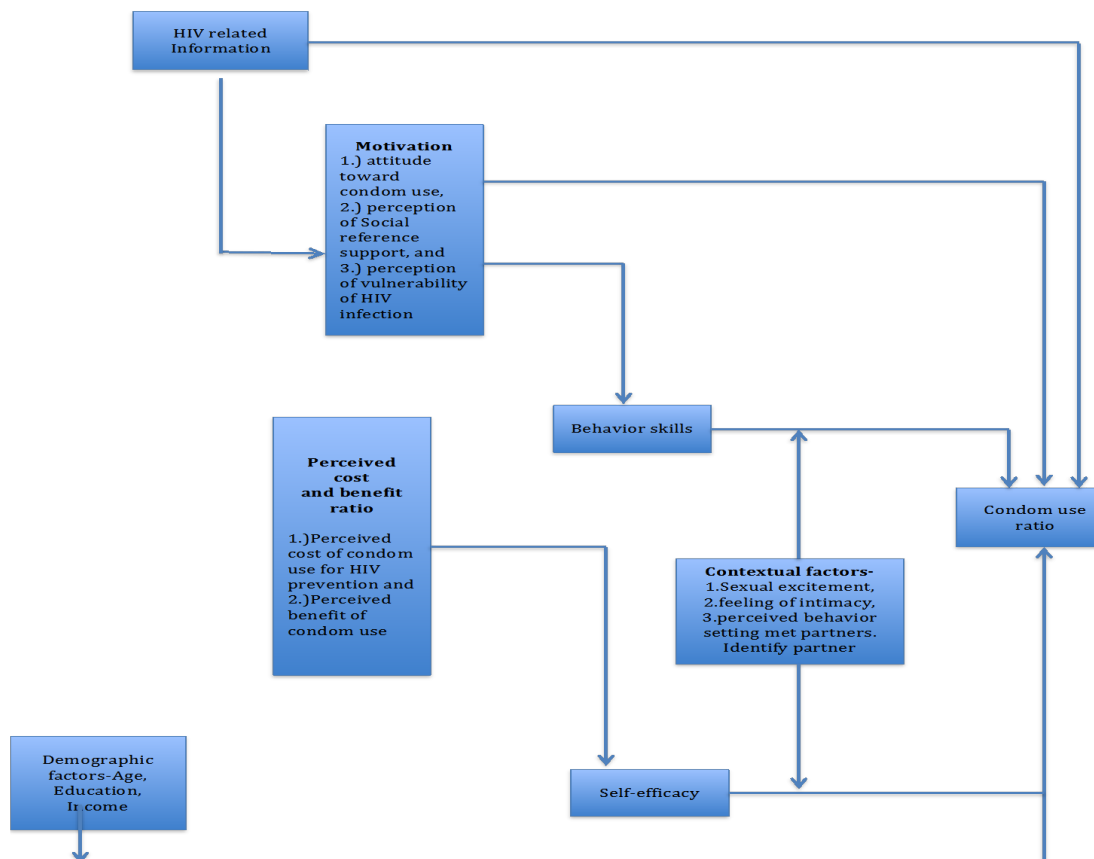 HIV related
Information
Motivation
1.) attitude
toward
condom use,
2.) perception
of Social
reference
support, and
3.) perception
of vulnerability
of HIV
infection
Behavior skills
Perceived
cost
and benefit
ratio
1.)Perceived
cost of condom
use for HIV
prevention and
2.)Perceived
benefit of
condom use
Condom use
ratio
Contextual factors-
1.Sexual excitement,
2.feeling of intimacy,
3.perceived behavior
setting met partners.
Identify partner
Demographic
factors-Age,
Education,
Income
Self-efficacy